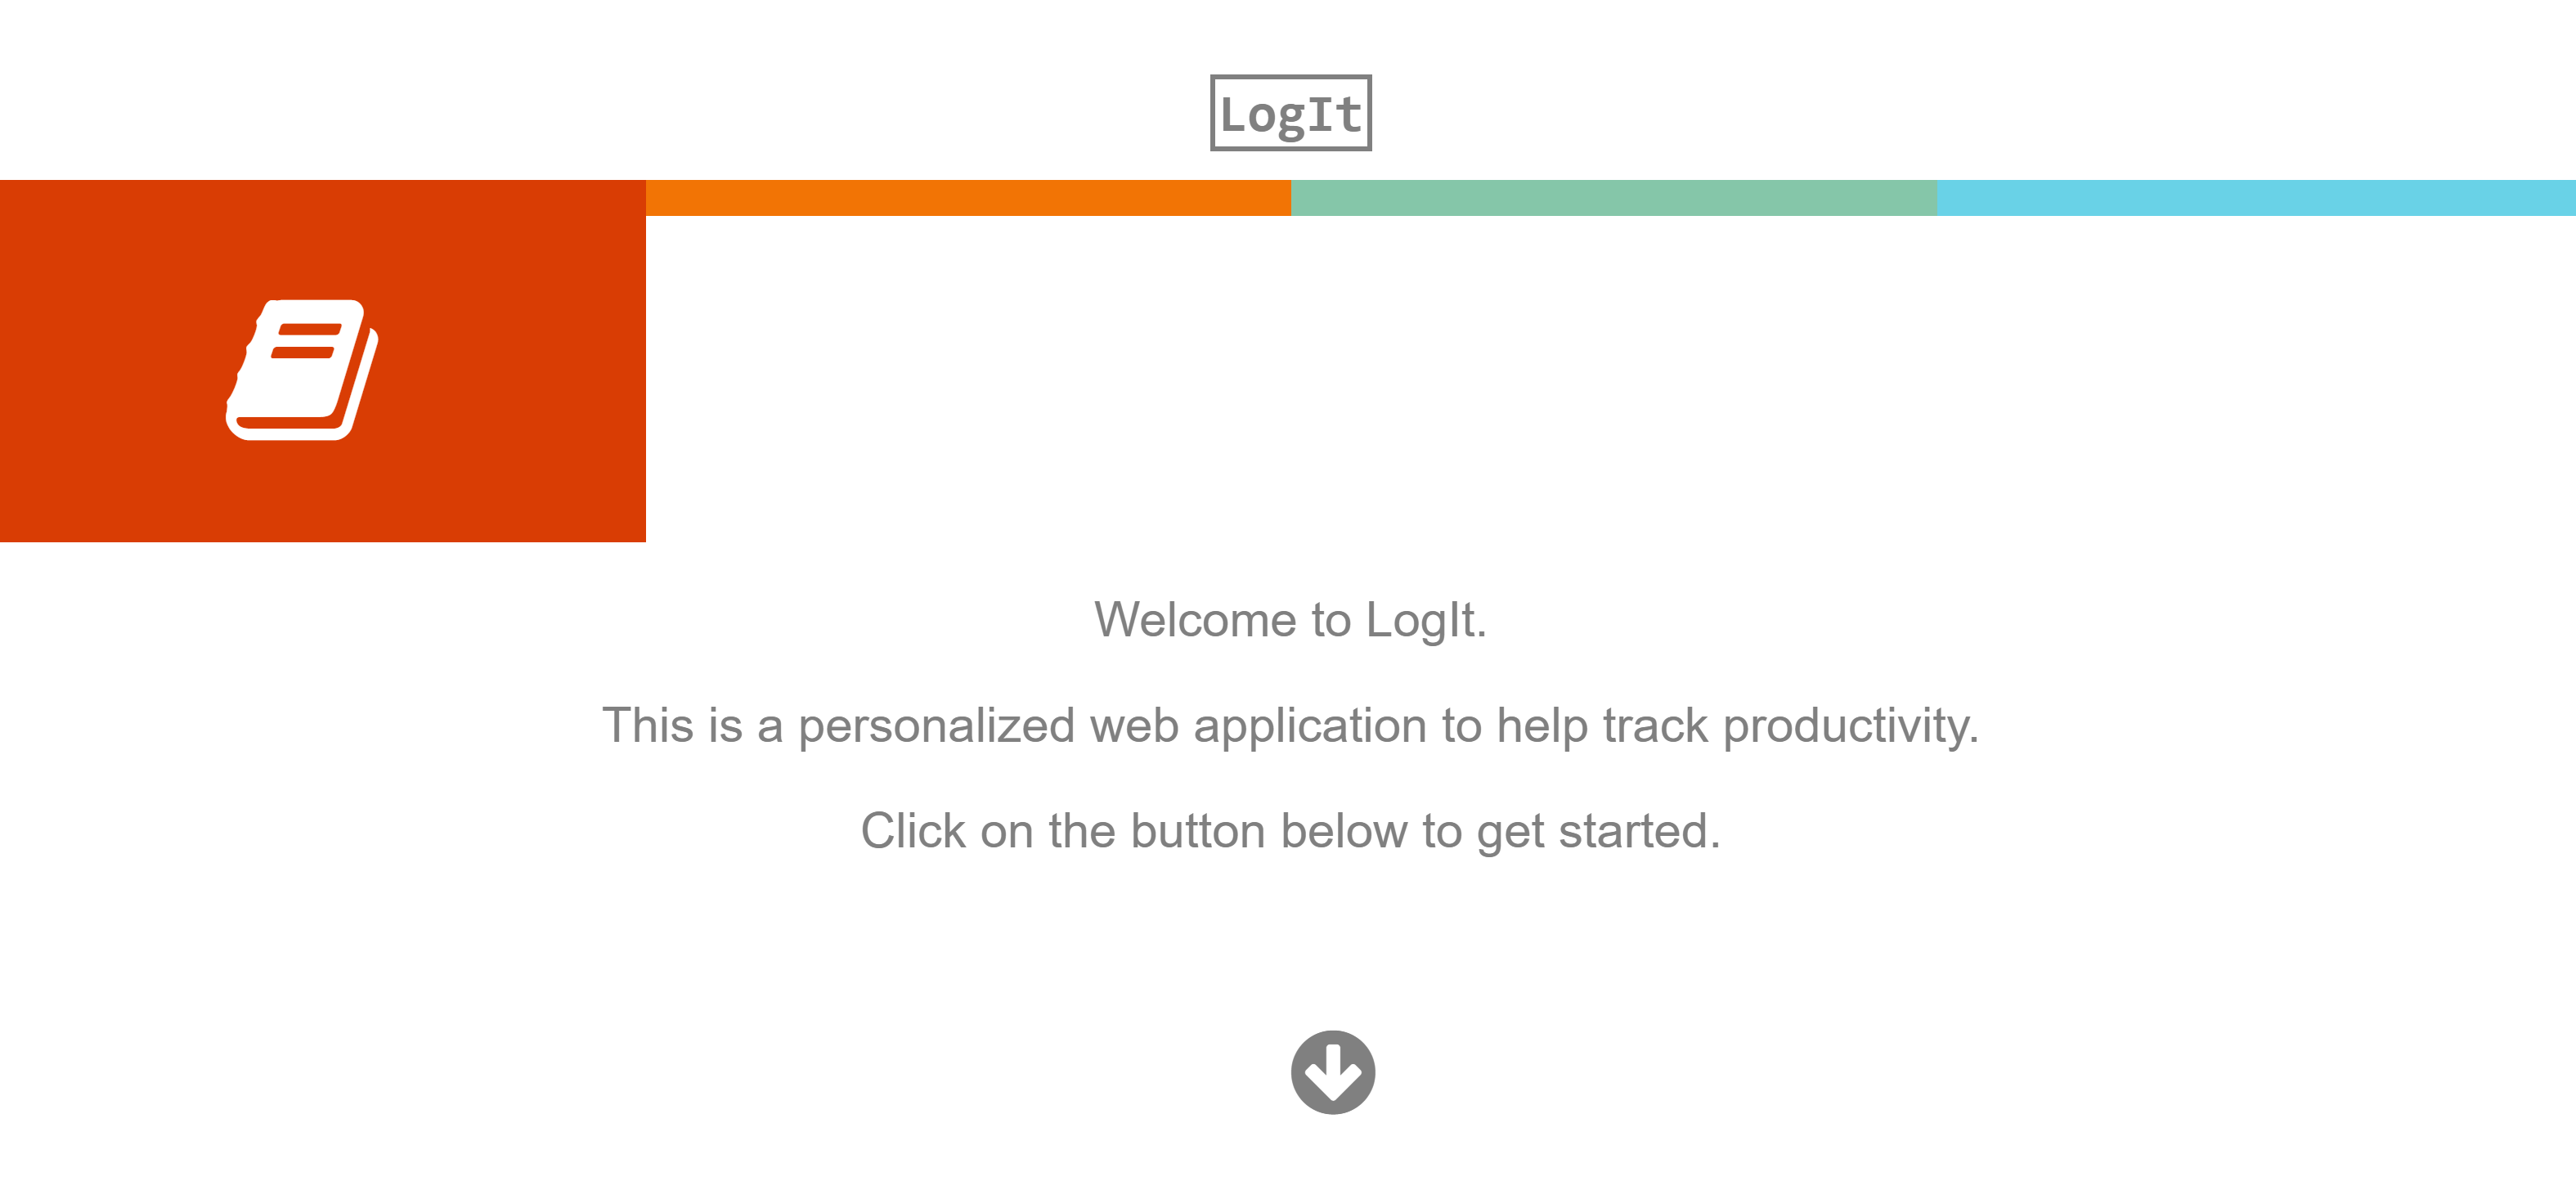 LogIt
Welcome to LogIt.
This is a personalized web application to help track productivity.
Click on the button below to get started.